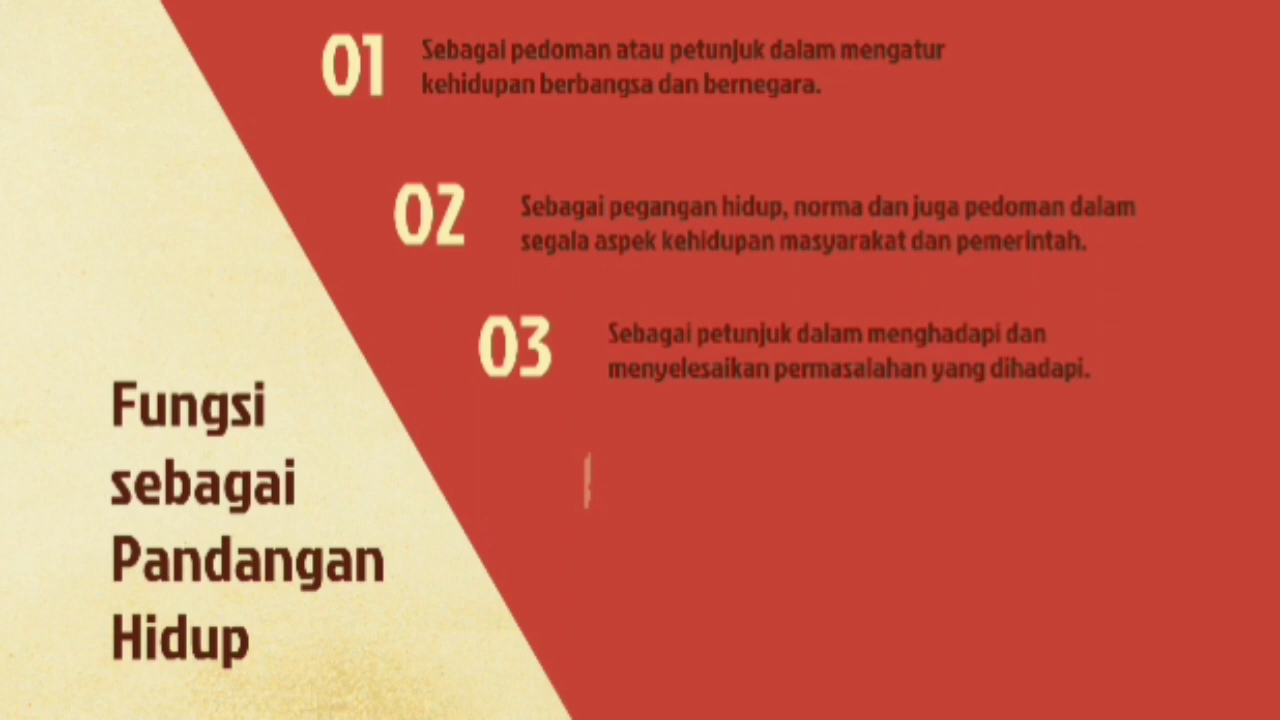 01
Sebagai pedoman atau petunjuk dalam mengatur
kehidupan berbangsa dan bernegara.
02
Sebagai pegangan hidup, norma dan juga pedoman dalam
segala aspek kehidupan masyarakat dan pemerintah.
03
Sebagai petunjuk dalam menghadapi dan
menyelesaikan permasalahan yang dihadapi.
Fungsi
sebagai
Pandangan
Hidup